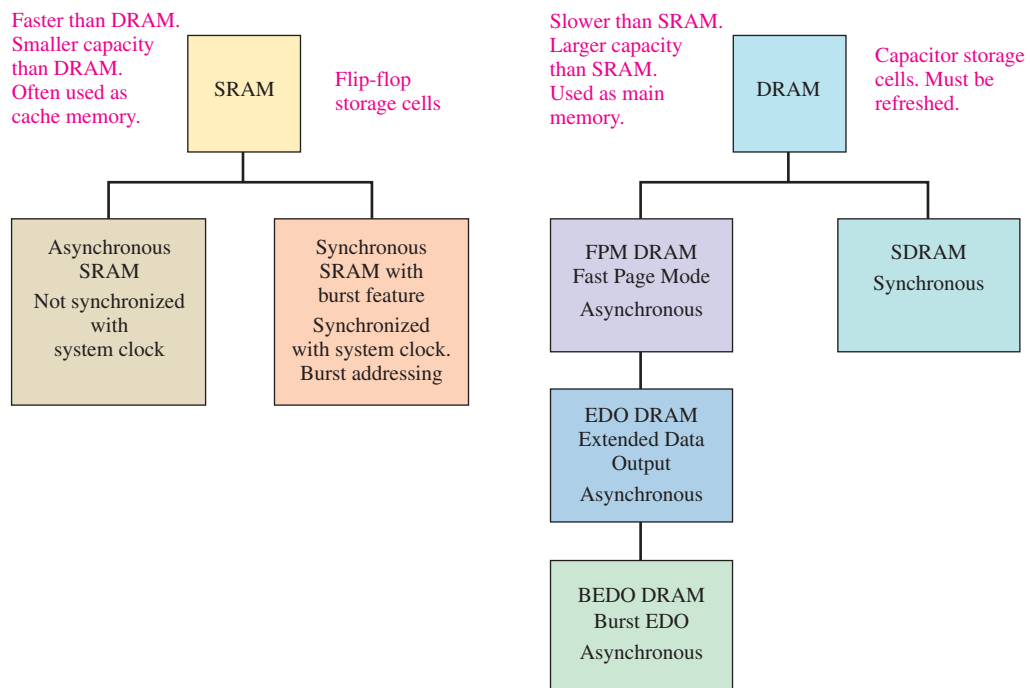 Faster than DRAM.
Smaller capacity
than DRAM.
Often used as
cache memory.
SRAM
Flip-flop
storage cells
Asynchronous
SRAM
Not synchronized
with
system clock
Synchronous
SRAM with
burst feature
Synchronized
with system clock.
Burst addressing
Slower than SRAM.
Larger capacity
than SRAM.
Used as main
memory.
DRAM
Capacitor storage
cells. Must be
refreshed.
FPM DRAM
Fast Page Mode
Asynchronous
SDRAM
Synchronous
EDO DRAM
Extended Data
Output
Asynchronous
BEDO DRAM
Burst EDO
Asynchronous